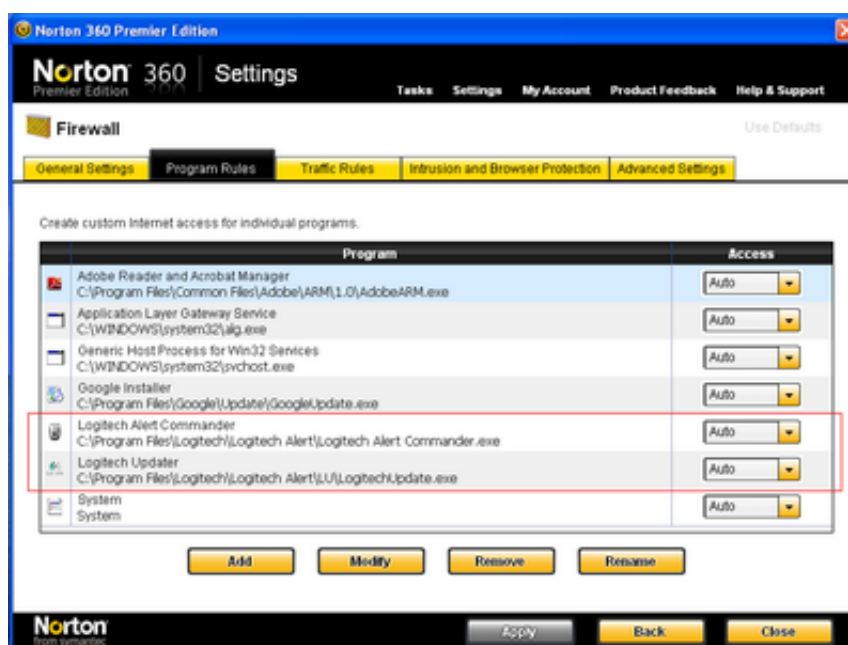 Norton 360 Premier Edition
Norton 360 Settings
Premier Edition
Tasks Settings My Account Product Feedback Help & Support
Firewall
Use Defaults
General Settings Program Rules Traffic Rules Intrusion and Browser Protection Advanced Settings
Create custom Internet access for individual programs.
Program Access
Adobe Reader and Acrobat Manager
C:\Program Files\Common Files\Adobe\ARM\1.0\AdobeARM.exe
Auto
Application Layer Gateway Service
C:\WINDOWS\system32\alg.exe
Auto
Generic Host Process for Win32 Services
C:\WINDOWS\system32\svchost.exe
Auto
Google Installer
C:\Program Files\Google\Update\GoogleUpdate.exe
Auto
Logitech Alert Commander
C:\Program Files\Logitech\Logitech Alert\Logitech Alert Commander.exe
Auto
Logitech Updater
C:\Program Files\Logitech\Logitech Alert\LU\LogitechUpdate.exe
Auto
System
System
Auto
Add Modify Remove Rename
Norton
from symantec
Apply Back Close